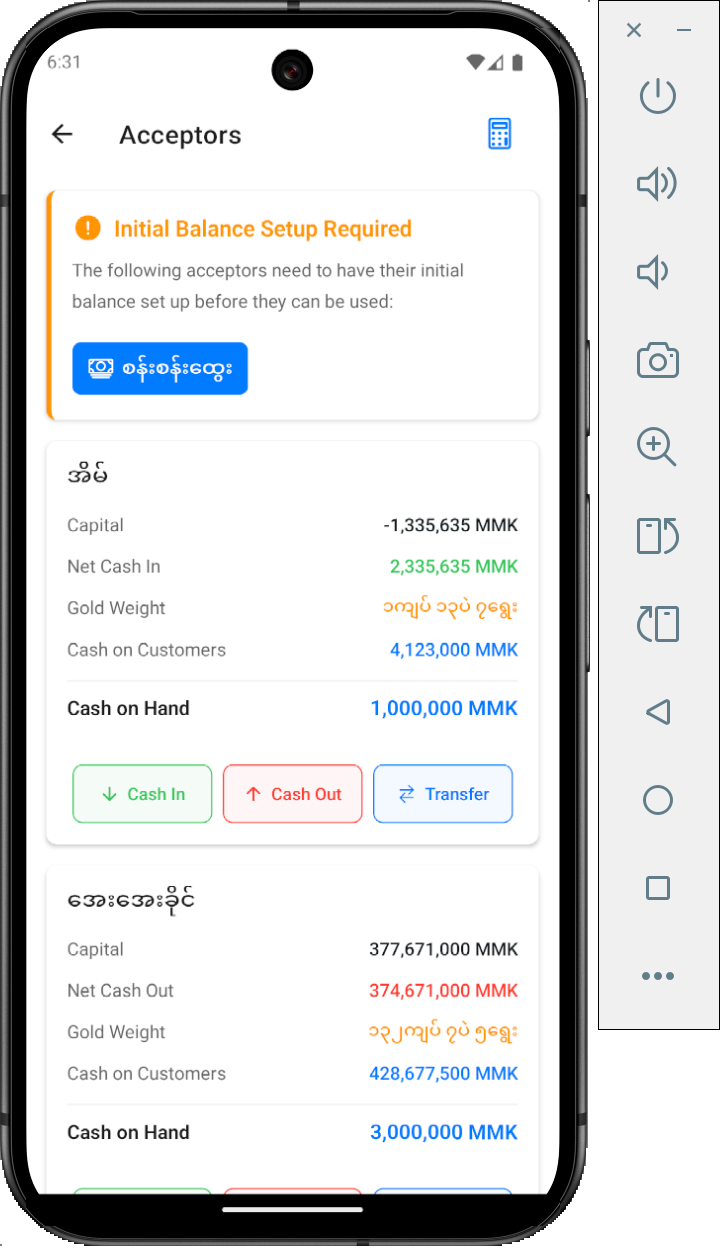 6:31
Acceptors
Initial Balance Setup Required
The following acceptors need to have their initial
balance set up before they can be used:
စန်းစန်းထွေး
အိမ်
Capital -1,335,635 MMK
Net Cash In 2,335,635 MMK
Gold Weight ၁ကျပ် ၁၃ပဲ ၇ရွေး
Cash on Customers 4,123,000 MMK
Cash on Hand 1,000,000 MMK
Cash In Cash Out Transfer
အေးအေးခိုင်
Capital 377,671,000 MMK
Net Cash Out 374,671,000 MMK
Gold Weight ၁၃၂ကျပ် ၇ပဲ ၅ရွေး
Cash on Customers 428,677,500 MMK
Cash on Hand 3,000,000 MMK